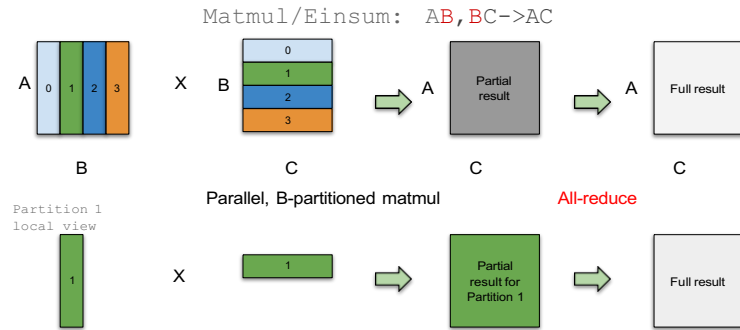 Matmul/Einsum: AB,BC->AC
A
0
1
2
3
B
X
B
0
1
2
3
C
A
Partial
result
C
A
Full result
C
Parallel, B-partitioned matmul
All-reduce
Partition 1
local view
1
X
1
Partial
result for
Partition 1
Full result